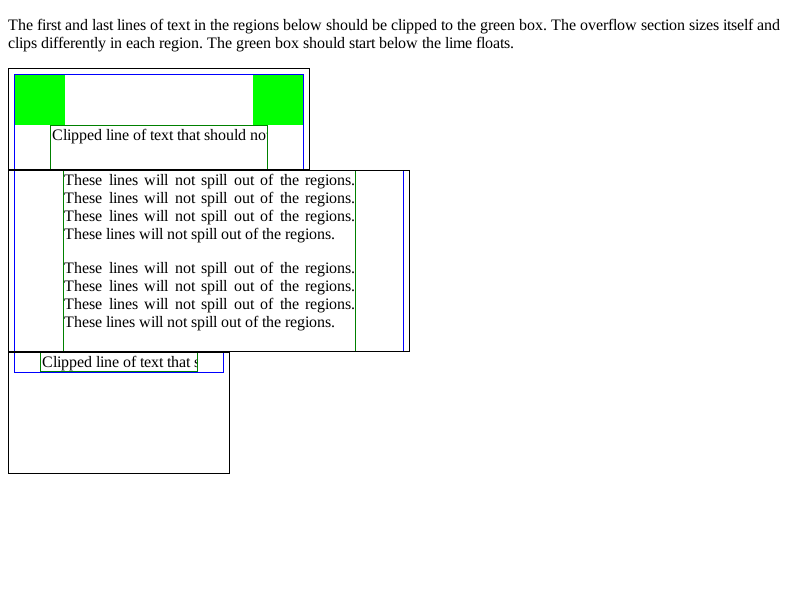 The first and last lines of text in the regions below should be clipped to the green box. The overflow section sizes itself and
clips differently in each region. The green box should start below the lime floats.
Clipped line of text that should no
These lines will not spill out of the regions.
These lines will not spill out of the regions.
These lines will not spill out of the regions.
These lines will not spill out of the regions.
These lines will not spill out of the regions.
These lines will not spill out of the regions.
These lines will not spill out of the regions.
These lines will not spill out of the regions.
Clipped line of text that